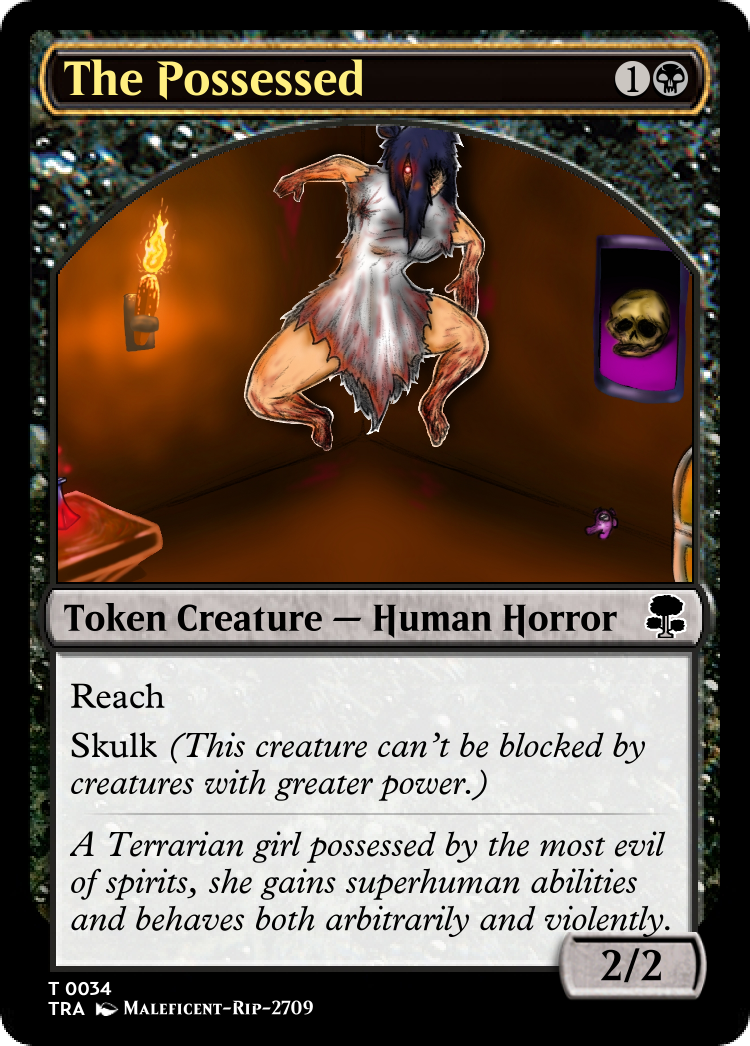 The Possessed 1
Token Creature — Human Horror
Reach
Skulk (This creature can't be blocked by
creatures with greater power.)
A Terrarian girl possessed by the most evil
of spirits, she gains superhuman abilities
and behaves both arbitrarily and violently.
2/2
T 0034
TRA Maleficent-Rip-2709